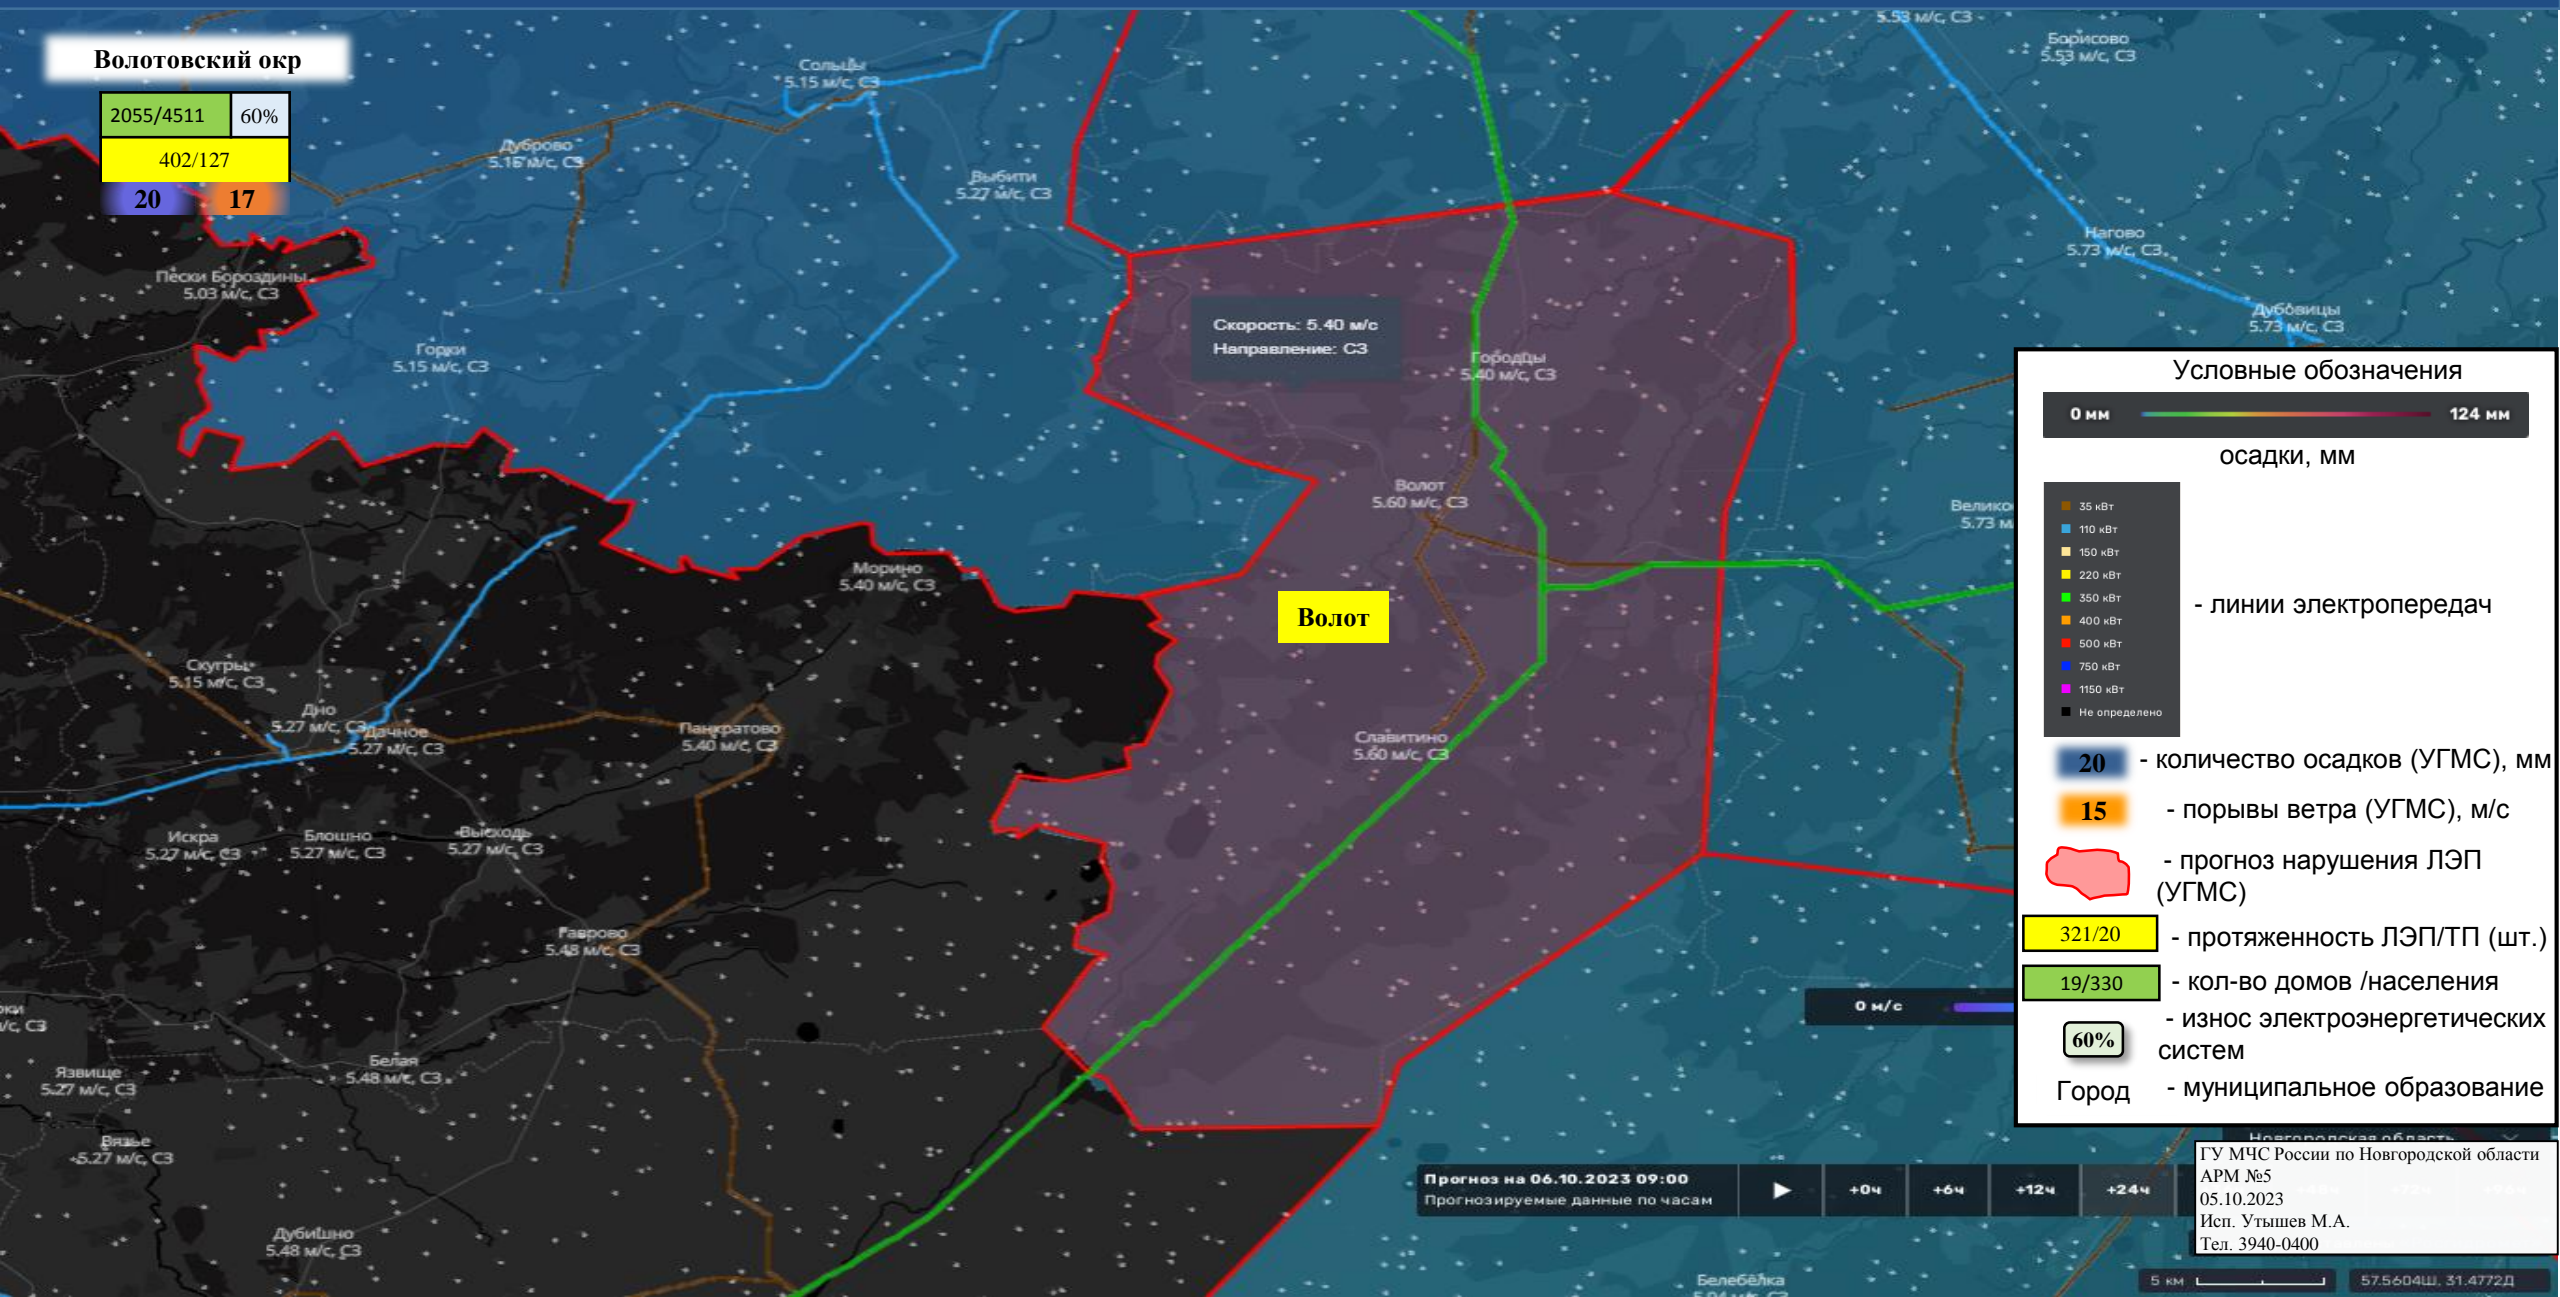 5.53 м/с, СЗ
Волотовский окр
2055/4511 60%
402/127
20 17
Сольцы
5.15 м/с, СЗ
Борисово
5.53 м/с, СЗ
Дуброво
5.15 м/с, СЗ
Выбити
5.27 м/с, СЗ
Нагово
5.73 м/с, СЗ
Пески Бороздины
5.03 м/с, СЗ
Дубовицы
5.73 м/с, СЗ
Скорость: 5.40 м/с
Направление: СЗ
Горки
5.15 м/с, СЗ
Городцы
5.40 м/с, СЗ
Волот
5.60 м/с, СЗ
Велико
5.73 м
Морино
5.40 м/с, СЗ
Волот
Скугры
5.15 м/с, СЗ
Дно
5.27 м/с, СЗ
Дачное
5.27 м/с, СЗ
Панкратово
5.40 м/с, СЗ
Славитино
5.60 м/с, СЗ
Искра
5.27 м/с, СЗ
Блошно
5.27 м/с, СЗ
Высходь
5.27 м/с, СЗ
Гаврово
5.48 м/с, СЗ
ки
/с, СЗ
Белая
5.48 м/с, СЗ
Язвище
5.27 м/с, СЗ
Вязье
5.27 м/с, СЗ
Дубишно
5.48 м/с, СЗ
Белебёлка
0 м/с
Условные обозначения
0 мм 124 мм
осадки, мм
35 кВт
110 кВт
150 кВт
220 кВт
350 кВт
400 кВт
500 кВт
750 кВт
1150 кВт
Не определено
- линии электропередач
20 - количество осадков (УГМС), мм
15 - порывы ветра (УГМС), м/с
- прогноз нарушения ЛЭП
(УГМС)
321/20 - протяженность ЛЭП/ТП (шт.)
19/330 - кол-во домов /населения
60% - износ электроэнергетических
систем
Город - муниципальное образование
Новгородская область
Прогноз на 06.10.2023 09:00
Прогнозируемые данные по часам
+0ч +6ч +12ч +24ч
ГУ МЧС России по Новгородской области
АРМ №5
05.10.2023
Исп. Утышев М.А.
Тел. 3940-0400
5 км
57.5604Ш, 31.4772Д